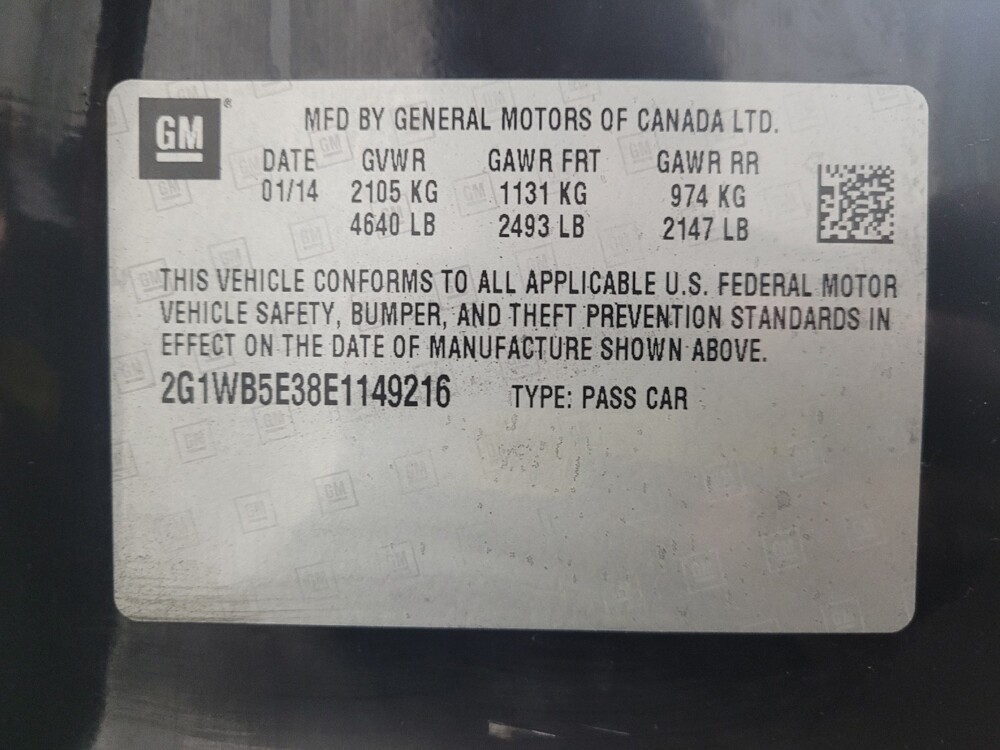 GM®
MFD BY GENERAL MOTORS OF CANADA LTD.
DATE GVWR GAWR FRT GAWR RR
01/14 2105 KG 1131 KG 974 KG
4640 LB 2493 LB 2147 LB
THIS VEHICLE CONFORMS TO ALL APPLICABLE U.S. FEDERAL MOTOR
VEHICLE SAFETY, BUMPER, AND THEFT PREVENTION STANDARDS IN
EFFECT ON THE DATE OF MANUFACTURE SHOWN ABOVE.
2G1WB5E38E1149216 TYPE: PASS CAR